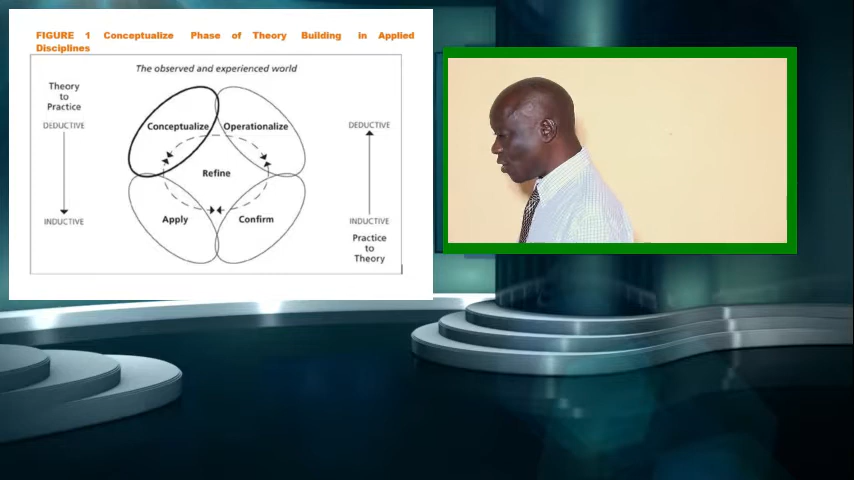 FIGURE 1 Conceptualize Phase of Theory Building in Applied
Disciplines
The observed and experienced world
Theory
to
Practice
DEDUCTIVE
INDUCTIVE
Conceptualize
Operationalize
Refine
Apply
Confirm
DEDUCTIVE
INDUCTIVE
Practice
to
Theory